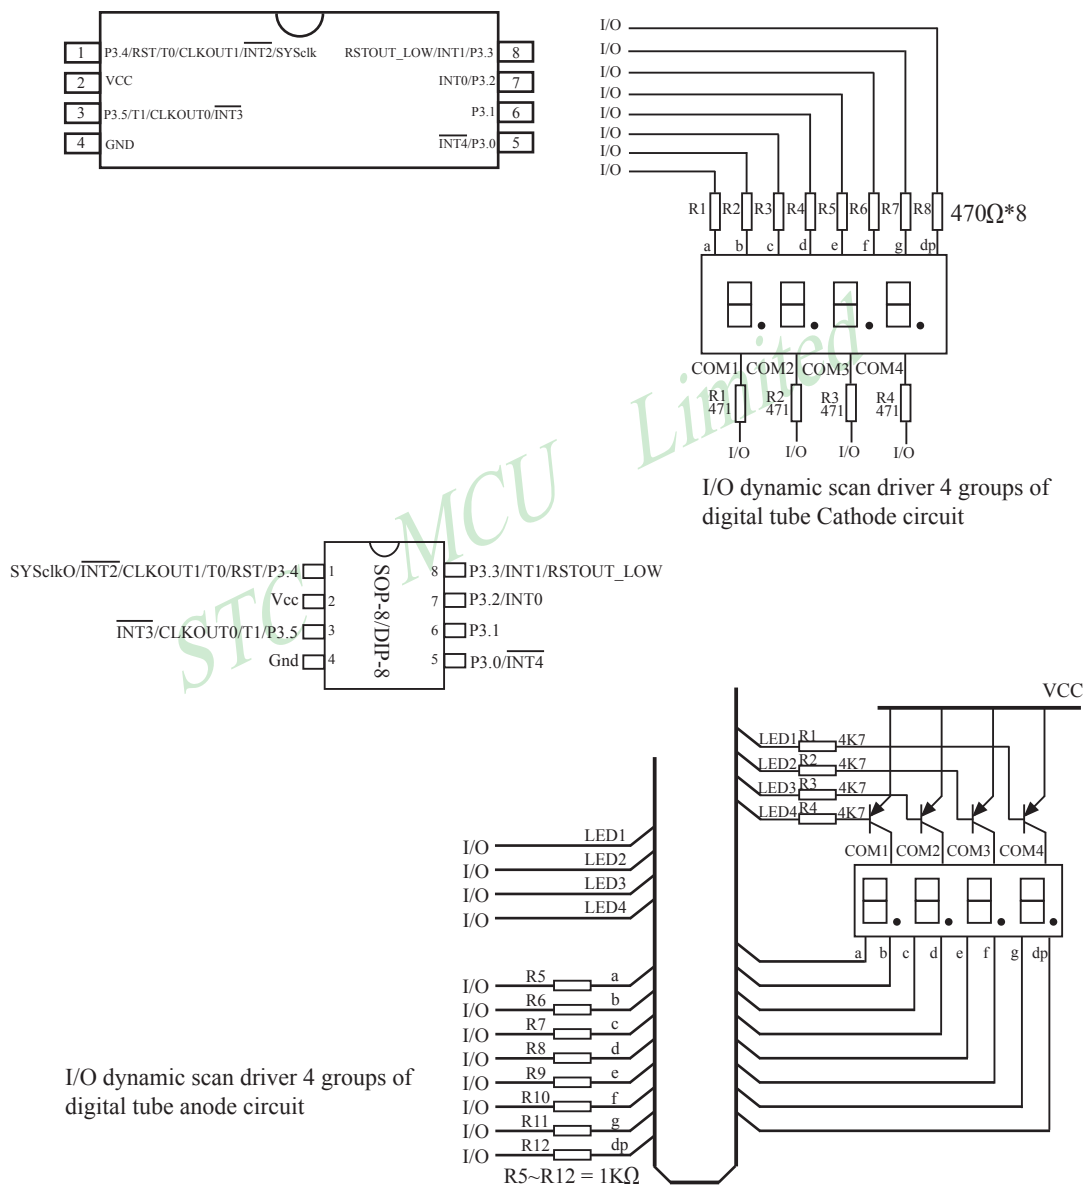 1 P3.4/RST/T0/CLKOUT1/INT2/SYSclk RSTOUT_LOW/INT1/P3.3 8
2 VCC INT0/P3.2 7
3 P3.5/T1/CLKOUT0/INT3 P3.1 6
4 GND INT4/P3.0 5
I/O
I/O
I/O
I/O
I/O
I/O
I/O
I/O
R1 R2 R3 R4 R5 R6 R7 R8 470Ω*8
a b c d e f g dp
COM1 COM2 COM3 COM4
R1 R2 R3 R4
471 471 471 471
I/O I/O I/O I/O
I/O dynamic scan driver 4 groups of
digital tube Cathode circuit
STC MCU Limited
SYSclkO/INT2/CLKOUT1/T0/RST/P3.4 1 8 P3.3/INT1/RSTOUT_LOW
Vcc 2 7 P3.2/INT0
INT3/CLKOUT0/T1/P3.5 3 6 P3.1
Gnd 4 5 P3.0/INT4
SOP-8/DIP-8
VCC
LED1 R1 4K7
LED2 R2 4K7
LED3 R3 4K7
LED4 R4 4K7
COM1 COM2 COM3 COM4
a b c d e f g dp
I/O LED1
I/O LED2
I/O LED3
I/O LED4
I/O R5 a
I/O R6 b
I/O R7 c
I/O R8 d
I/O R9 e
I/O R10 f
I/O R11 g
I/O R12 dp
R5~R12 = 1KΩ
I/O dynamic scan driver 4 groups of
digital tube anode circuit